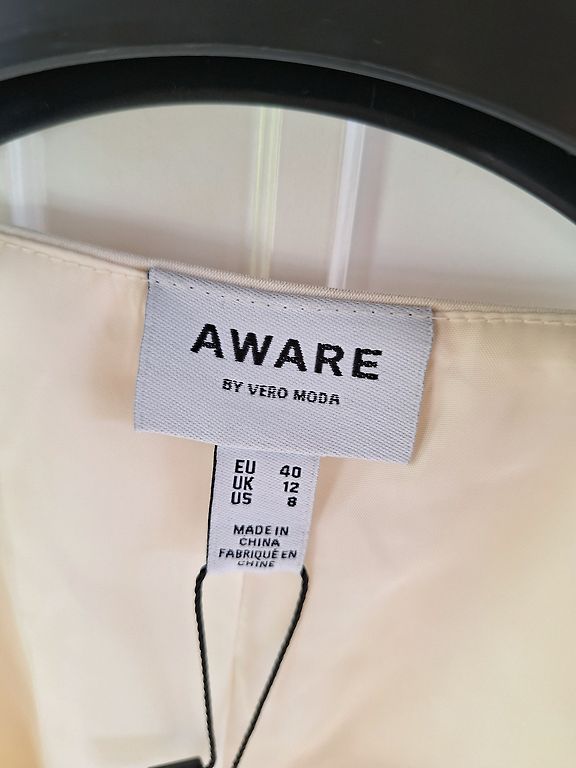 AWARE
BY VERO MODA
EU 40
UK 12
US 8
MADE IN
CHINA
FABRIQUÉ EN
CHINE